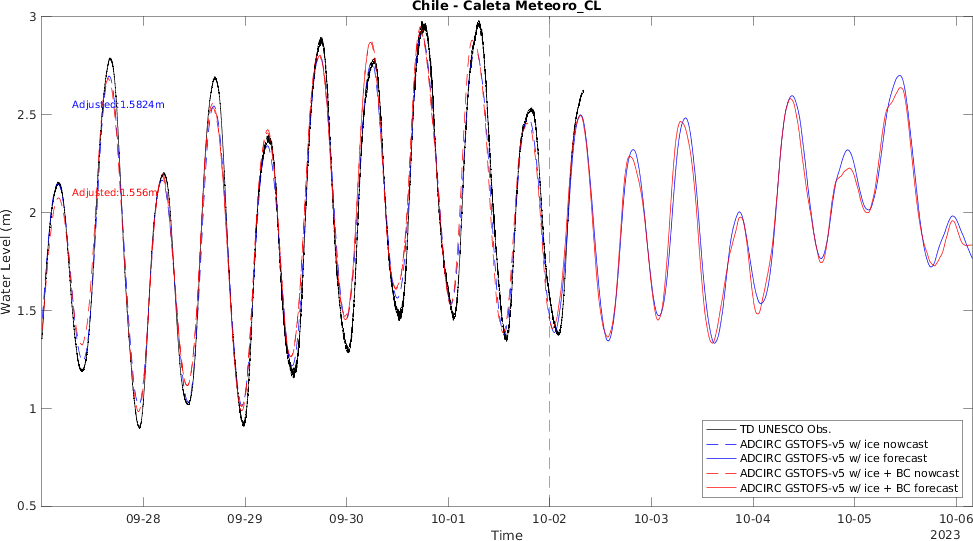 Chile - Caleta Meteoro_CL
3
2.5
2
1.5
1
0.5
Water Level (m)
Adjusted:1.5824m
Adjusted:1.556m
TD UNESCO Obs.
ADCIRC GSTOFS-v5 w/ ice nowcast
ADCIRC GSTOFS-v5 w/ ice forecast
ADCIRC GSTOFS-v5 w/ ice + BC nowcast
ADCIRC GSTOFS-v5 w/ ice + BC forecast
09-28 09-29 09-30 10-01 10-02 10-03 10-04 10-05 10-06
Time 2023